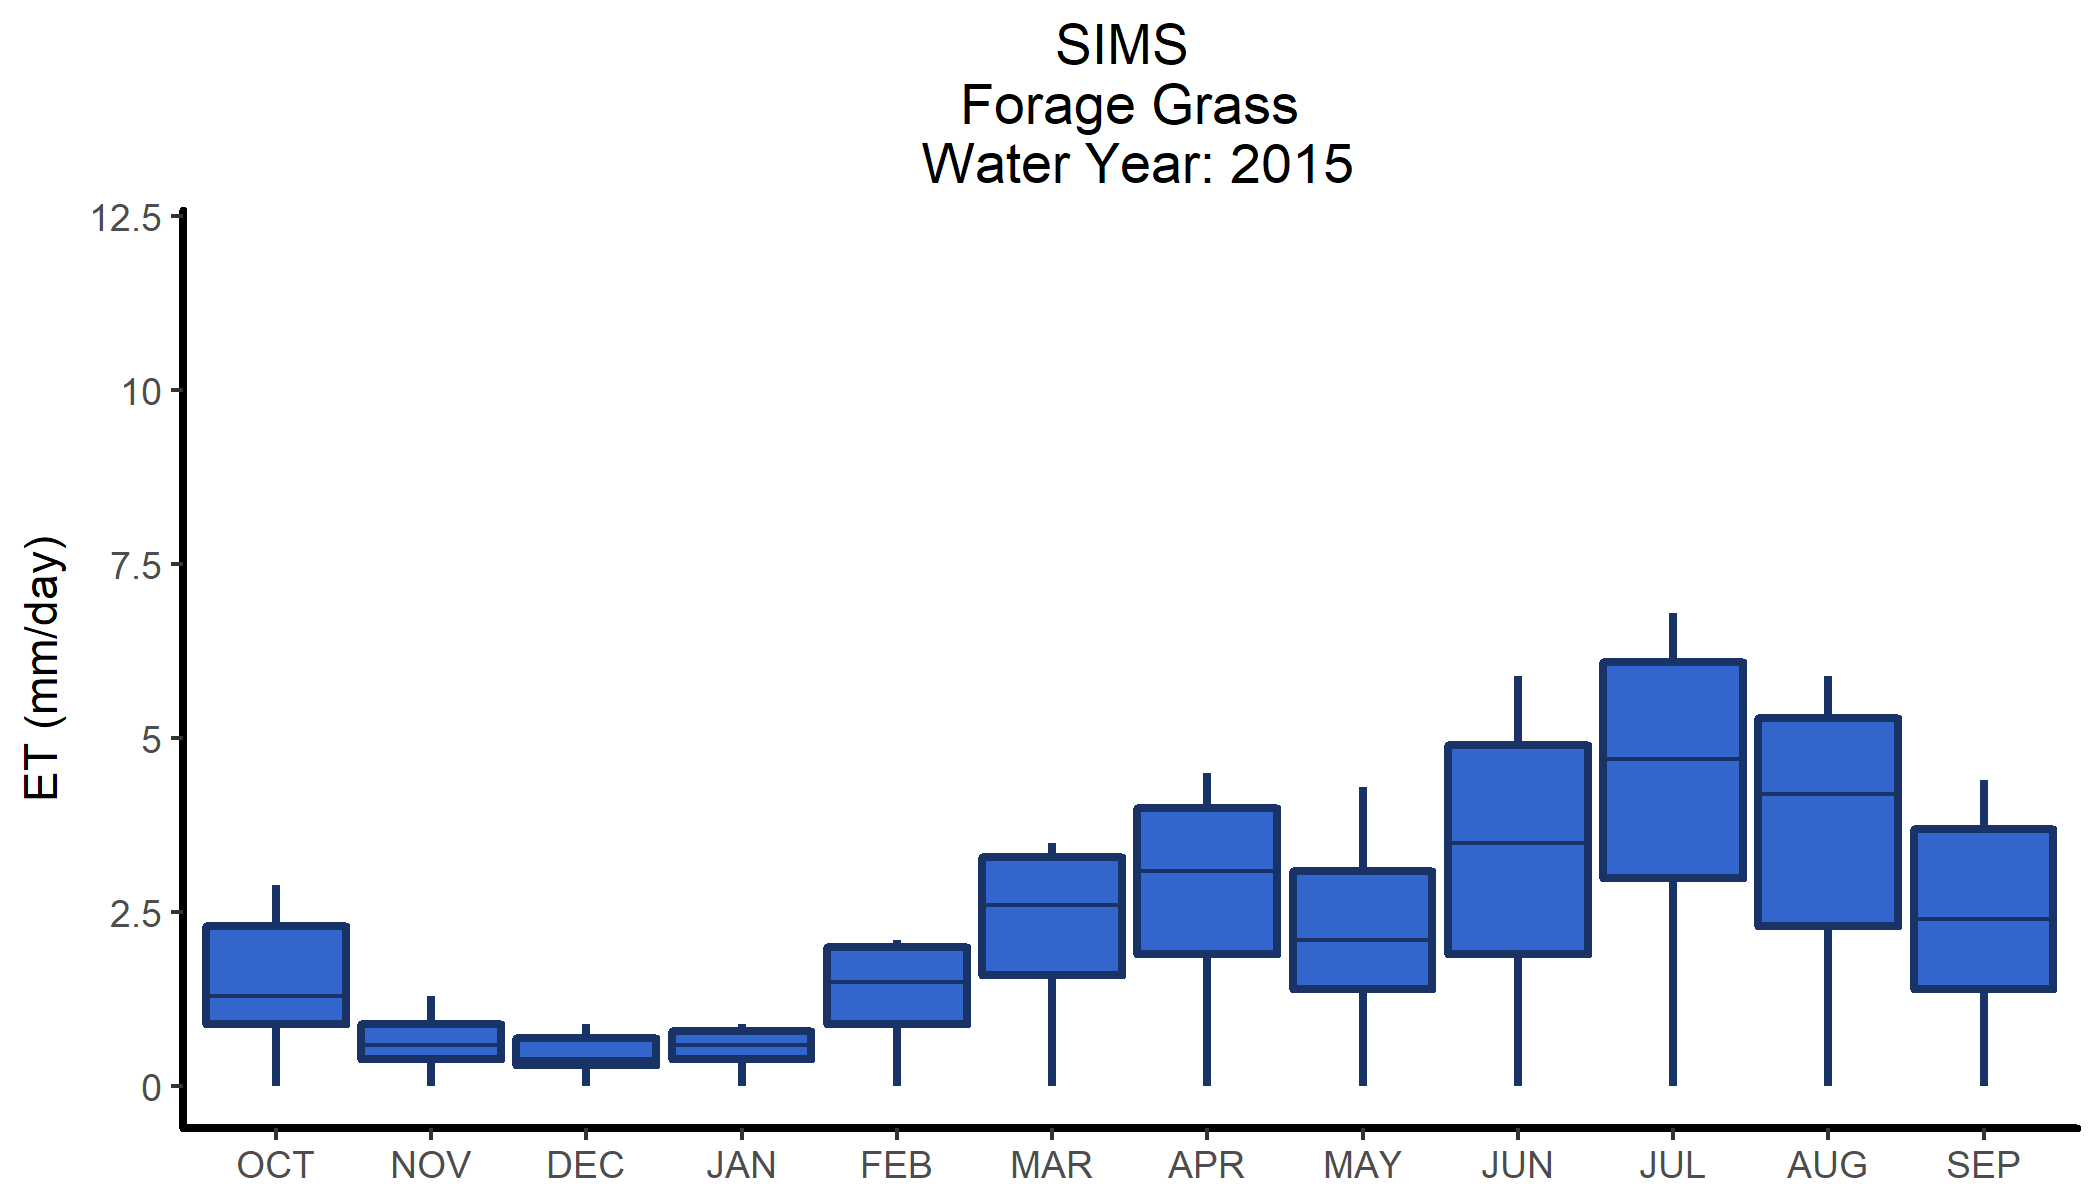 SIMS
Forage Grass
Water Year: 2015
12.5
10
7.5
5
2.5
0
ET (mm/day)
OCT NOV DEC JAN FEB MAR APR MAY JUN JUL AUG SEP